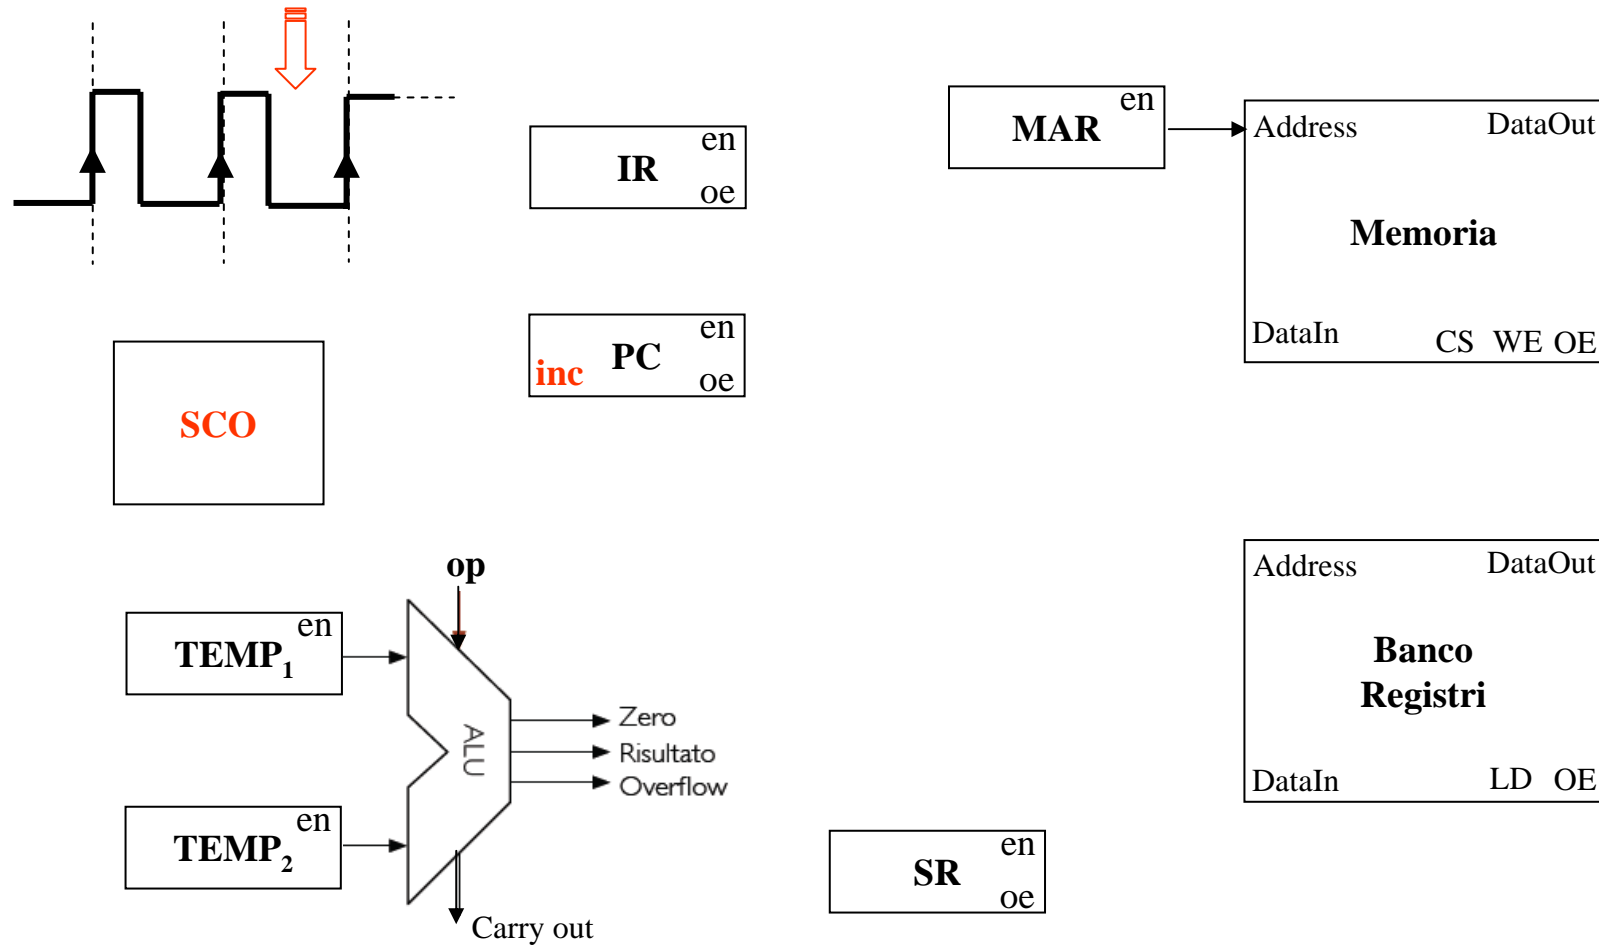 en
MAR
Address DataOut
en
IR
oe
Memoria
en
inc PC
oe
DataIn CS WE OE
SCO
op
Address DataOut
en
TEMP1
Banco
Registri
Zero
ALU
Risultato
Overflow
DataIn LD OE
en
TEMP2
en
SR
oe
Carry out